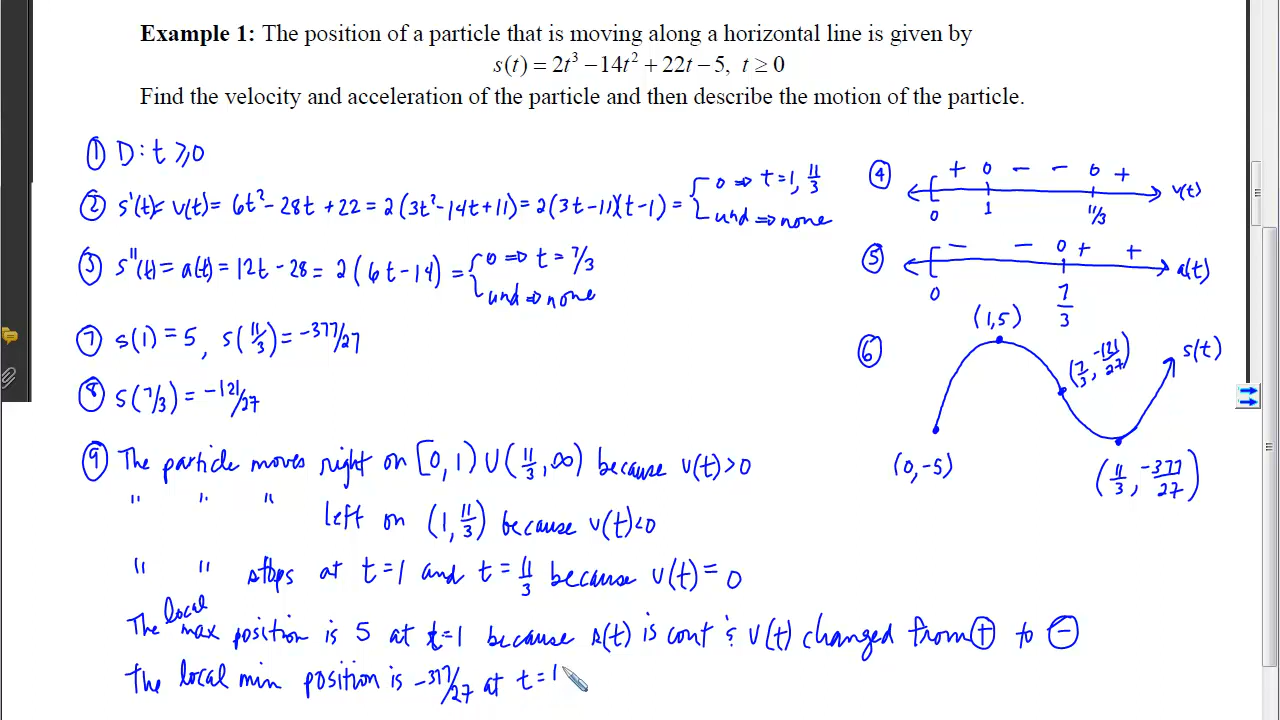 Example 1: The position of a particle that is moving along a horizontal line is given by
s(t) = 2t³ − 14t² + 22t − 5, t ≥ 0
Find the velocity and acceleration of the particle and then describe the motion of the particle.
① D: t ≥ 0
② s'(t) = v(t) = 6t² − 28t + 22 = 2(3t² − 14t + 11) = 2(3t − 11)(t − 1) = { 0 ⇒ t = 1, 11/3
und ⇒ none
③ s''(t) = a(t) = 12t − 28 = 2(6t − 14) = { 0 ⇒ t = 7/3
und ⇒ none
⑦ s(1) = 5, s(11/3) = −377/27
⑧ s(7/3) = −121/27
④ + 0 − − 0 +
v(t)
0 1 11/3
⑤ − − 0 + +
a(t)
0 7/3
⑥ (1, 5)
(7/3, −121/27)
s(t)
(0, −5)
(11/3, −377/27)
⑨ The particle moves right on [0, 1) ∪ (11/3, ∞) because v(t) > 0
" " " left on (1, 11/3) because v(t) < 0
" " stops at t = 1 and t = 11/3 because v(t) = 0
The local max position is 5 at t = 1 because s(t) is cont & v(t) changed from ⊕ to ⊖
The local min position is −377/27 at t = 1